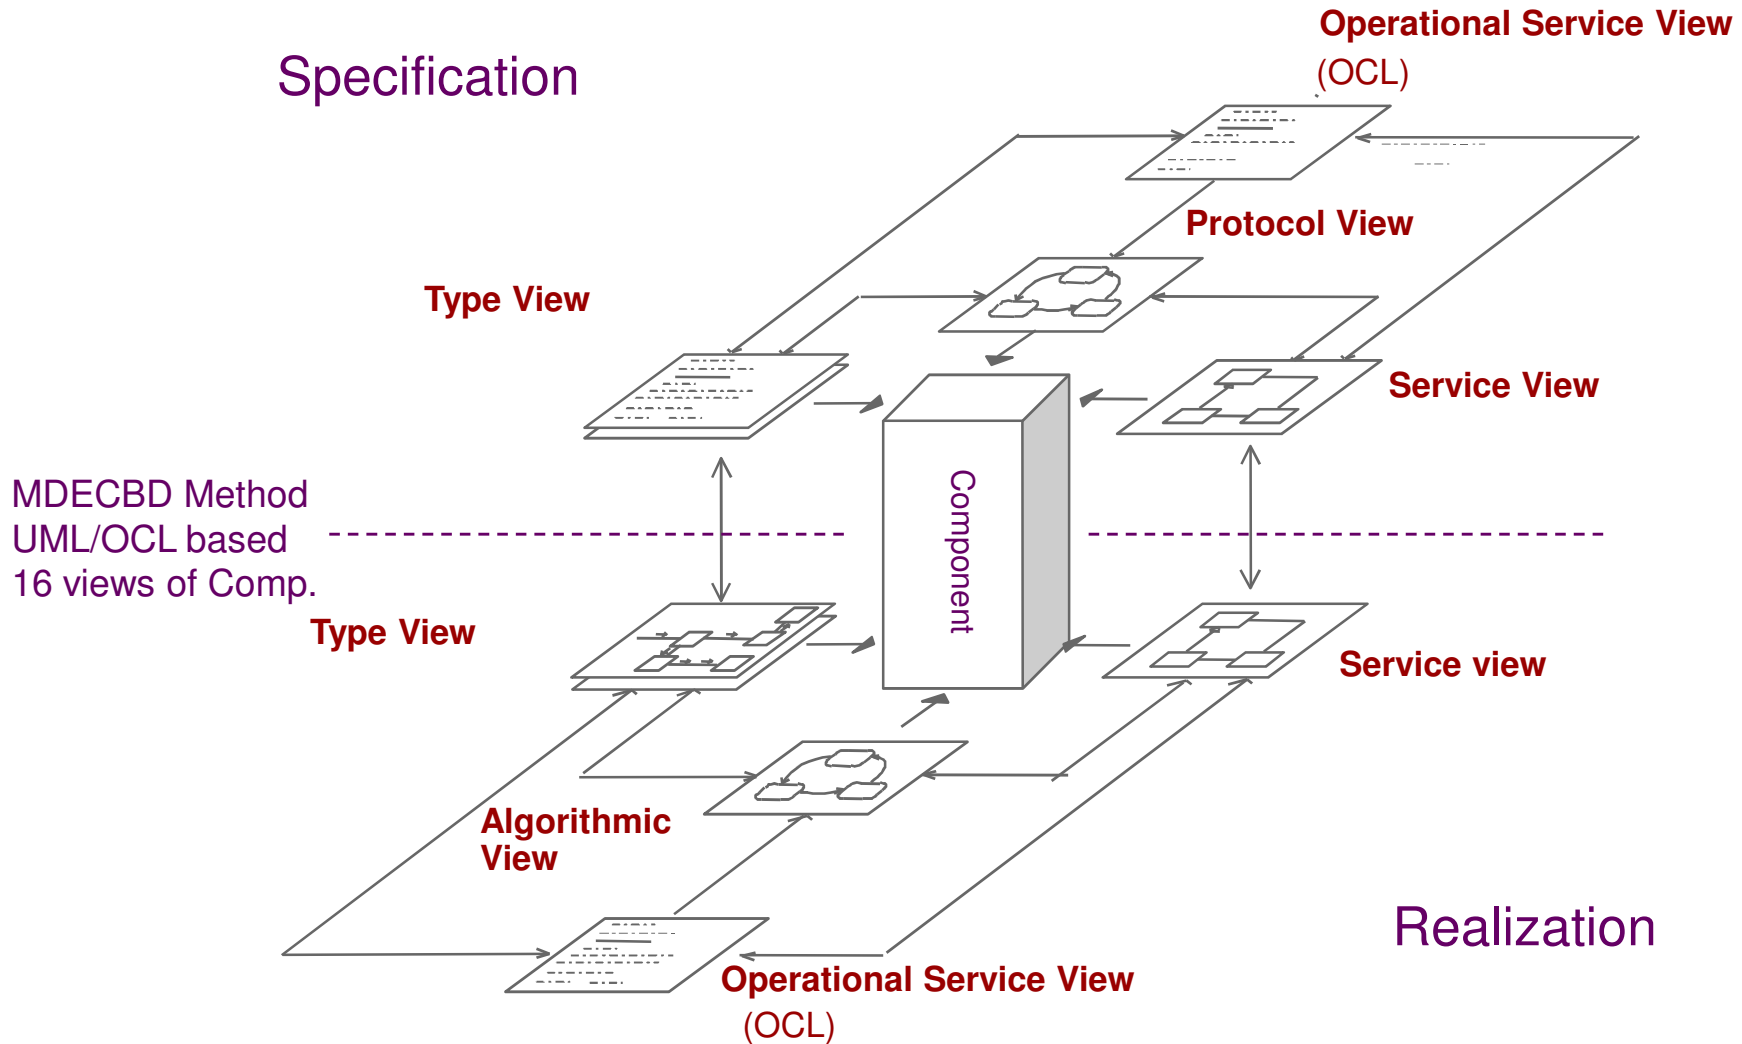 Operational Service View
(OCL)
Specification
Protocol View
Type View
Service View
MDECBD Method
UML/OCL based
16 views of Comp.
Component
Type View
Service view
Algorithmic
View
Realization
Operational Service View
(OCL)